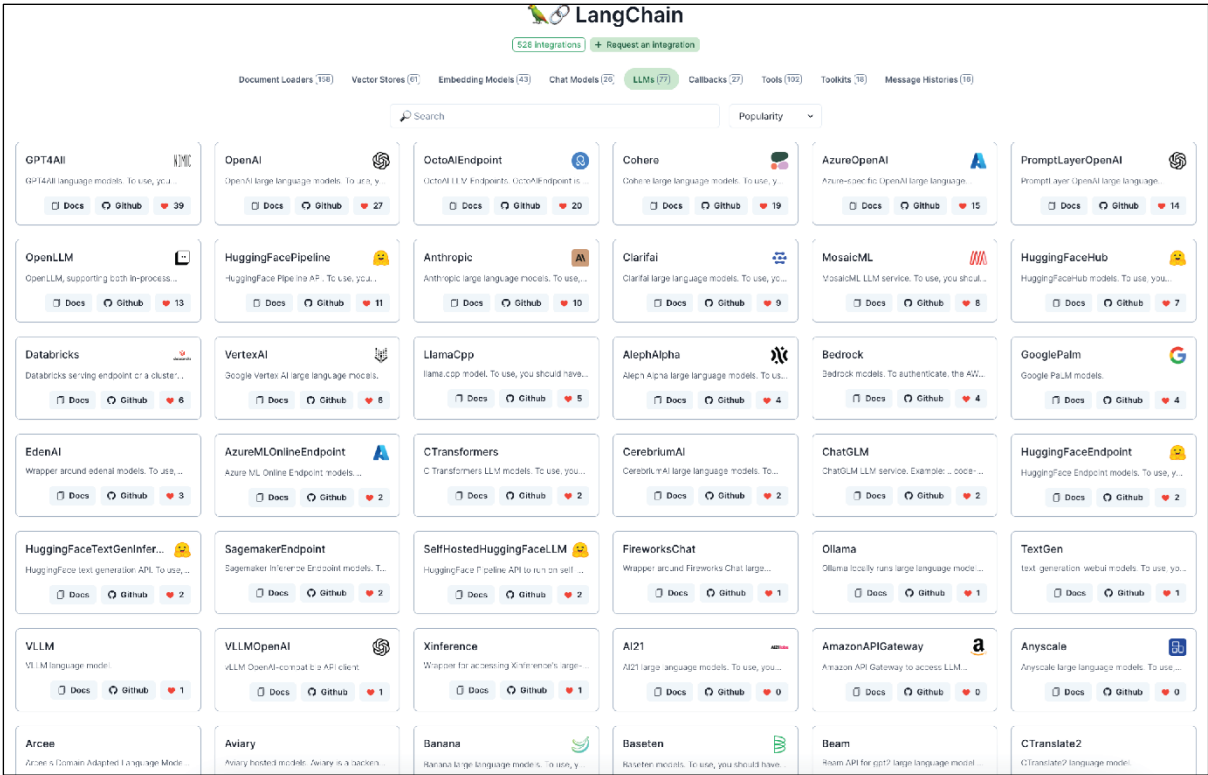 LangChain
528 integrations + Request an integration
Document Loaders 158 Vector Stores 61 Embedding Models 43 Chat Models 26 LLMs 77 Callbacks 27 Tools 102 Toolkits 18 Message Histories 16
Search Popularity
GPT4All NOMIC OpenAI OctoAIEndpoint Cohere AzureOpenAI PromptLayerOpenAI
GPT4All language models. To use, you... OpenAI large language models. To use, y... OctoAI LLM Endpoints. OctoAIEndpoint is ... Cohere large language models. To use, y... Azure-specific OpenAI large language... PromptLayer OpenAI large language...
Docs Github 39 Docs Github 27 Docs Github 20 Docs Github 19 Docs Github 15 Docs Github 14
OpenLLM HuggingFacePipeline Anthropic Clarifai MosaicML HuggingFaceHub
OpenLLM, supporting both in-process... HuggingFace Pipeline API. To use, you... Anthropic large language models. To use,... Clarifai large language models. To use, yo... MosaicML LLM service. To use, you shoul... HuggingFaceHub models. To use, you...
Docs Github 13 Docs Github 11 Docs Github 10 Docs Github 9 Docs Github 8 Docs Github 7
Databricks VertexAI LlamaCpp AlephAlpha Bedrock GooglePalm
Databricks serving endpoint or a cluster... Google Vertex AI large language models. llama.cpp model. To use, you should have... Aleph Alpha large language models. To us... Bedrock models. To authenticate, the AW... Google PaLM models.
Docs Github 6 Docs Github 6 Docs Github 5 Docs Github 4 Docs Github 4 Docs Github 4
EdenAI AzureMLOnlineEndpoint CTransformers CerebriumAI ChatGLM HuggingFaceEndpoint
Wrapper around edenai models. To use, ... Azure ML Online Endpoint models. ... C Transformers LLM models. To use, you... CerebriumAI large language models. To... ChatGLM LLM service. Example: .. code-... HuggingFace Endpoint models. To use, y...
Docs Github 3 Docs Github 2 Docs Github 2 Docs Github 2 Docs Github 2 Docs Github 2
HuggingFaceTextGenInfer... SagemakerEndpoint SelfHostedHuggingFaceLLM FireworksChat Ollama TextGen
HuggingFace text generation API. To use, ... Sagemaker Inference Endpoint models. T... HuggingFace Pipeline API to run on self-... Wrapper around Fireworks Chat large... Ollama locally runs large language model... text-generation-webui models. To use, yo...
Docs Github 2 Docs Github 2 Docs Github 2 Docs Github 1 Docs Github 1 Docs Github 1
VLLM VLLMOpenAI Xinference AI21 AmazonAPIGateway Anyscale
VLLM language model. vLLM OpenAI-compatible API client Wrapper for accessing Xinference's large-... AI21 large language models. To use, you... Amazon API Gateway to access LLM... Anyscale large language models. To use,...
Docs Github 1 Docs Github 1 Docs Github 1 Docs Github 0 Docs Github 0 Docs Github 0
Arcee Aviary Banana Baseten Beam CTranslate2
Arcee's Domain Adapted Language Mode... Aviary hosted models. Aviary is a backen... Banana large language models. To use, y... Baseten models. To use, you should have... Beam API for gpt2 large language model... CTranslate2 language model.